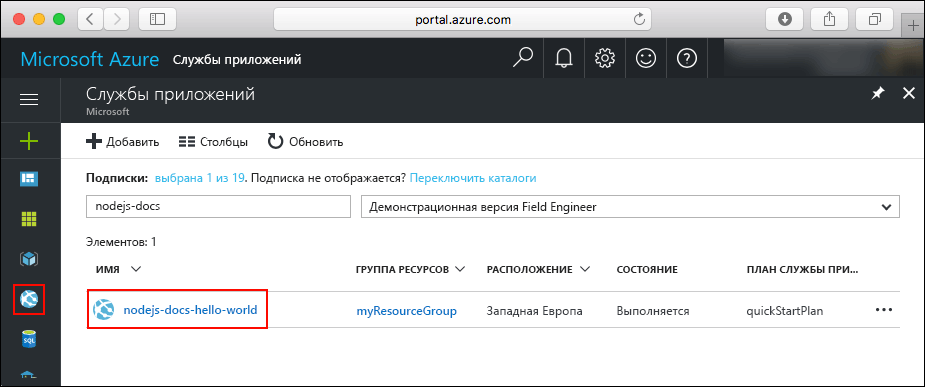 portal.azure.com
Microsoft Azure Службы приложений
Службы приложений
Microsoft
Добавить Столбцы Обновить
Подписки: выбрана 1 из 19. Подписка не отображается? Переключить каталоги
nodejs-docs Демонстрационная версия Field Engineer
Элементов: 1
ИМЯ ГРУППА РЕСУРСОВ РАСПОЛОЖЕНИЕ СОСТОЯНИЕ ПЛАН СЛУЖБЫ ПРИ...
nodejs-docs-hello-world myResourceGroup Западная Европа Выполняется quickStartPlan
SQL